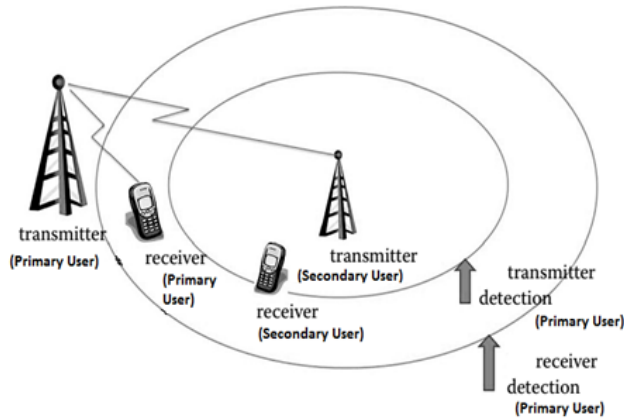 transmitter
(Primary User)
receiver
(Primary
User)
transmitter
(Secondary User)
receiver
(Secondary User)
transmitter
detection
(Primary User)
receiver
detection
(Primary User)